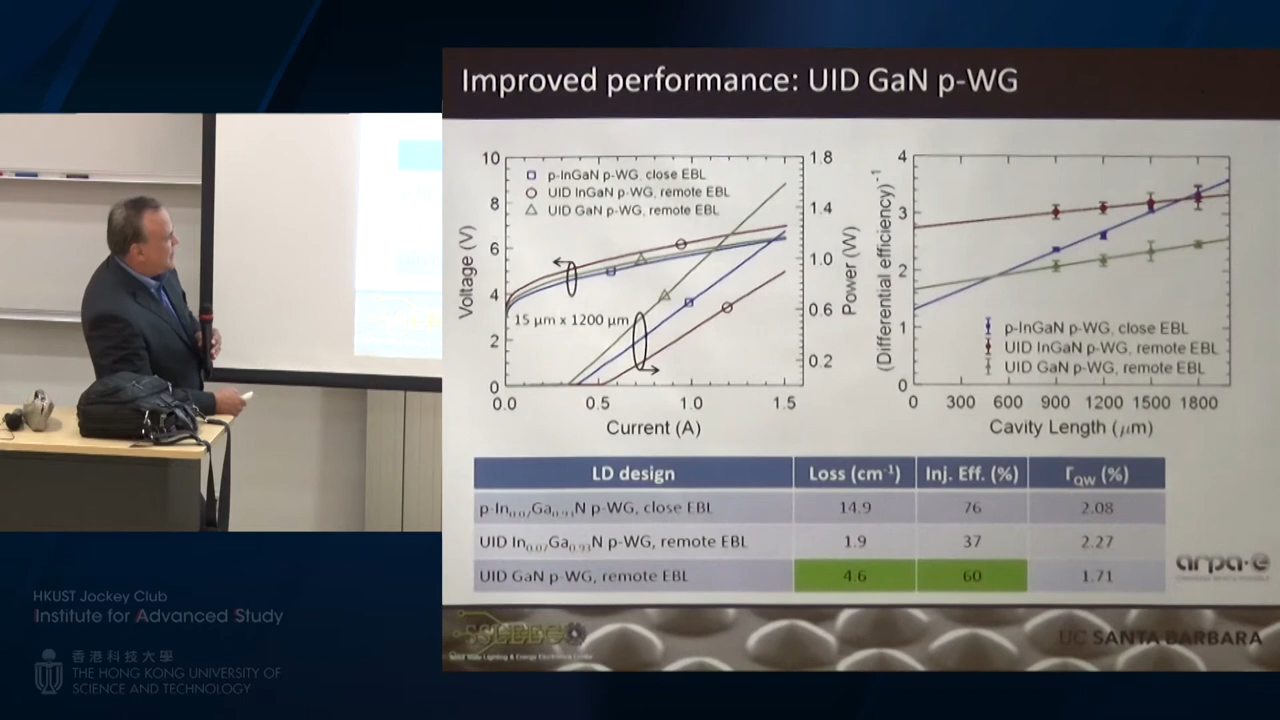 Improved performance: UID GaN p-WG
10
8
6
4
2
0
Voltage (V)
p-InGaN p-WG, close EBL
UID InGaN p-WG, remote EBL
UID GaN p-WG, remote EBL
15 µm x 1200 µm
0.0 0.5 1.0 1.5
Current (A)
1.8
1.4
1.0
0.6
0.2
Power (W)
(Differential efficiency)-1
4
3
2
1
0
p-InGaN p-WG, close EBL
UID InGaN p-WG, remote EBL
UID GaN p-WG, remote EBL
0 300 600 900 1200 1500 1800
Cavity Length (µm)
LD design Loss (cm-1) Inj. Eff. (%) ΓQW (%)
p-In0.07Ga0.93N p-WG, close EBL 14.9 76 2.08
UID In0.07Ga0.93N p-WG, remote EBL 1.9 37 2.27
UID GaN p-WG, remote EBL 4.6 60 1.71
arpa·e
SSLEEC
UC SANTA BARBARA
HKUST Jockey Club
Institute for Advanced Study
香港科技大學
THE HONG KONG UNIVERSITY OF
SCIENCE AND TECHNOLOGY